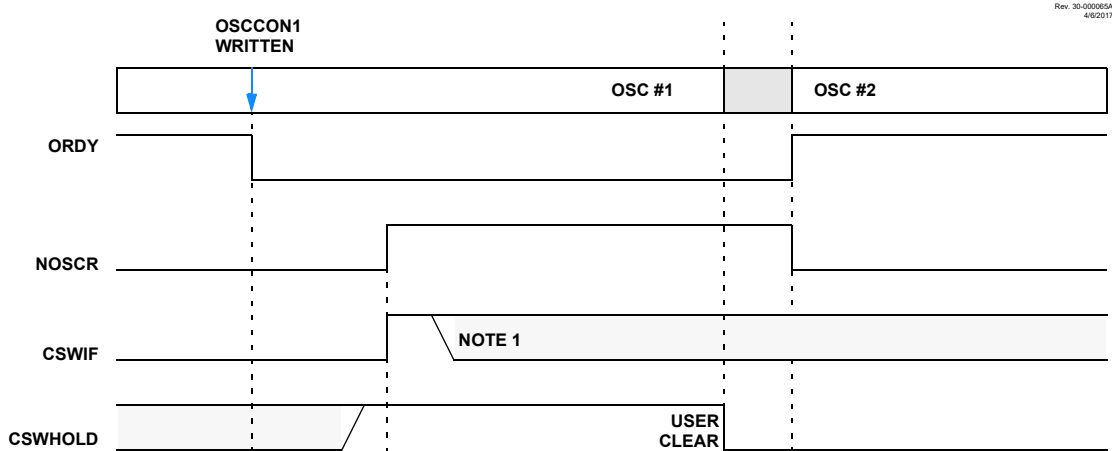 Rev. 30-000065A
4/6/2017
OSCCON1
WRITTEN
OSC #1
OSC #2
ORDY
NOSCR
CSWIF
NOTE 1
CSWHOLD
USER
CLEAR